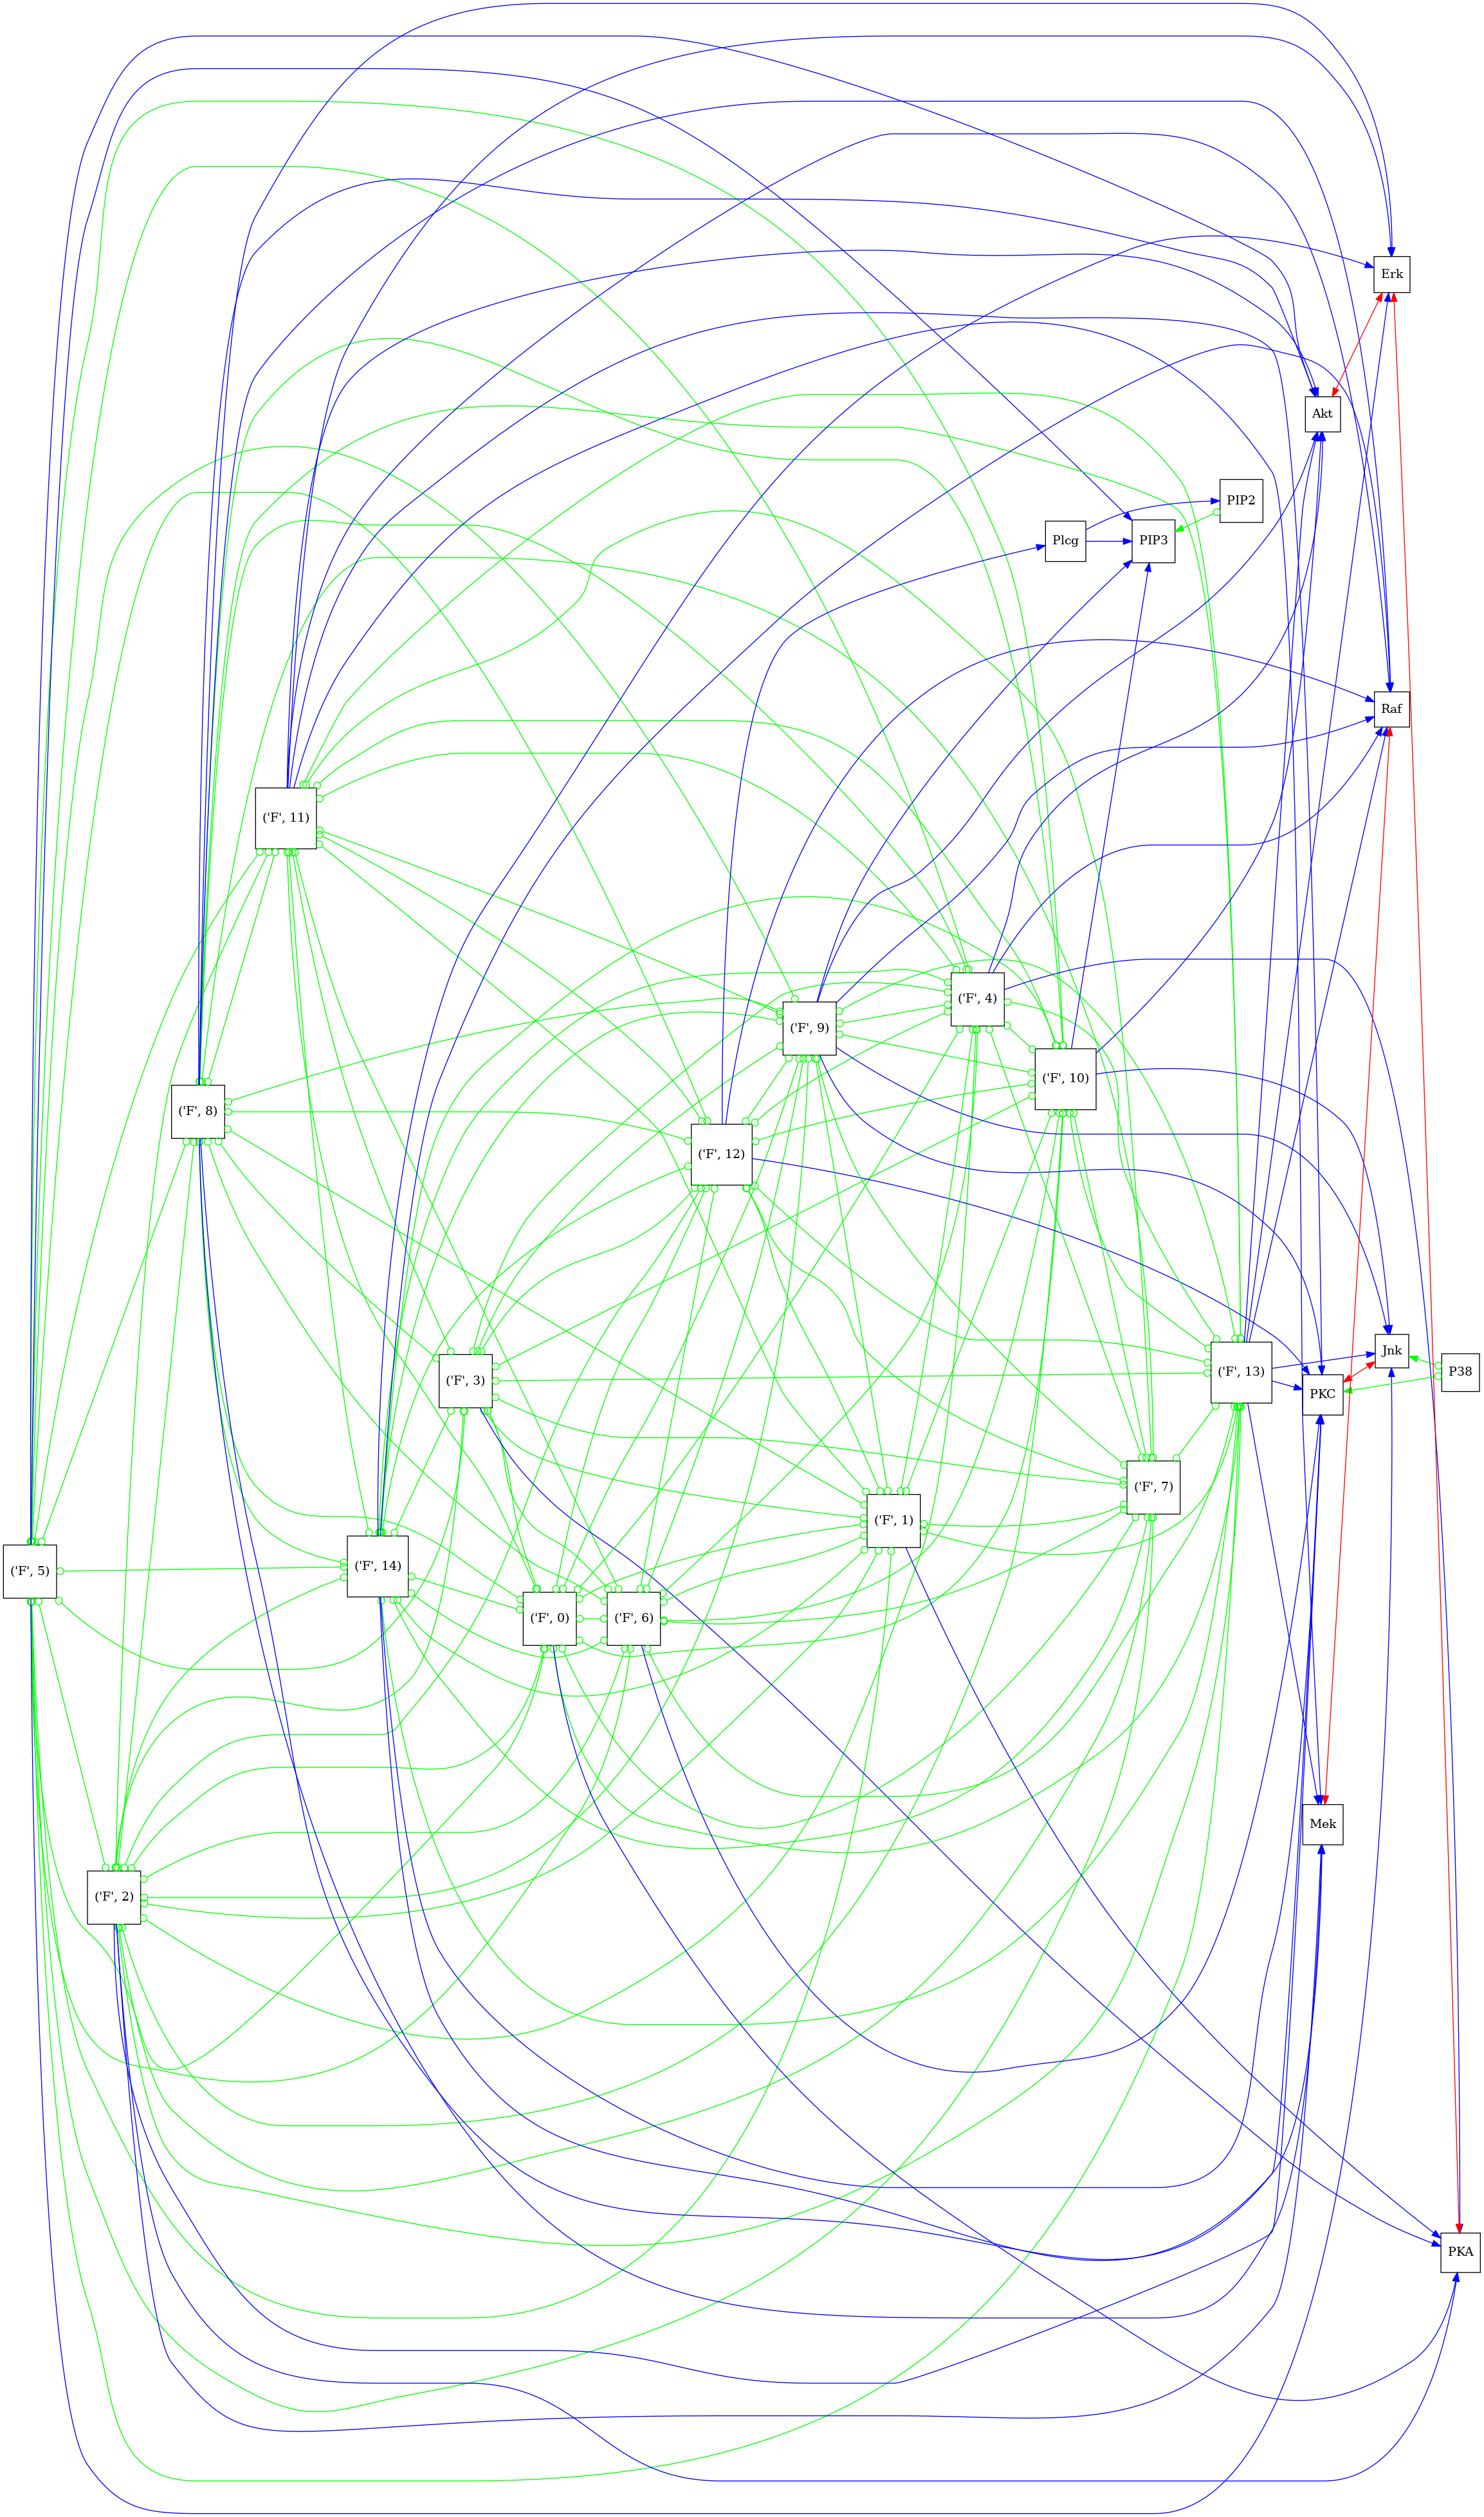 Erk
Akt
PIP2
Plcg
PIP3
Raf
('F', 11)
('F', 4)
('F', 9)
('F', 10)
('F', 8)
('F', 12)
Jnk
P38
('F', 13)
('F', 3)
PKC
('F', 7)
('F', 1)
('F', 14)
('F', 5)
('F', 0)
('F', 6)
Mek
('F', 2)
PKA